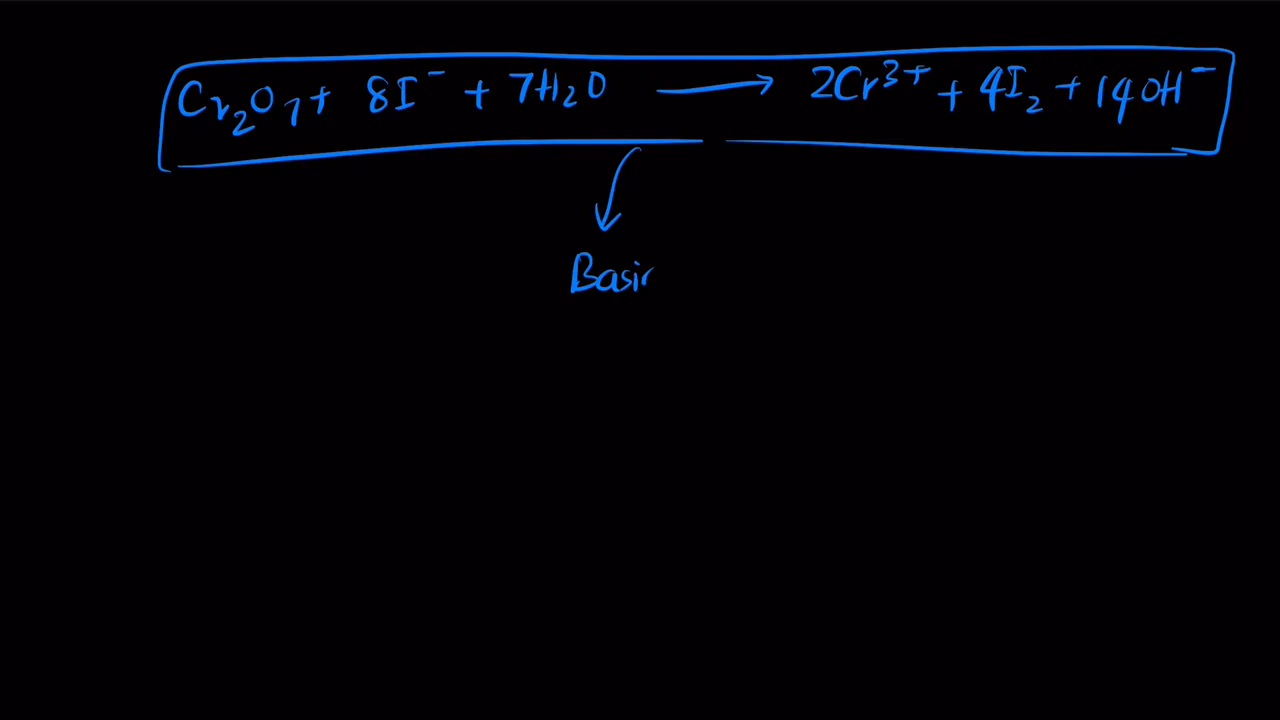 Cr₂O₇ + 8I⁻ + 7H₂O ⟶ 2Cr³⁺ + 4I₂ + 14OH⁻
Basic